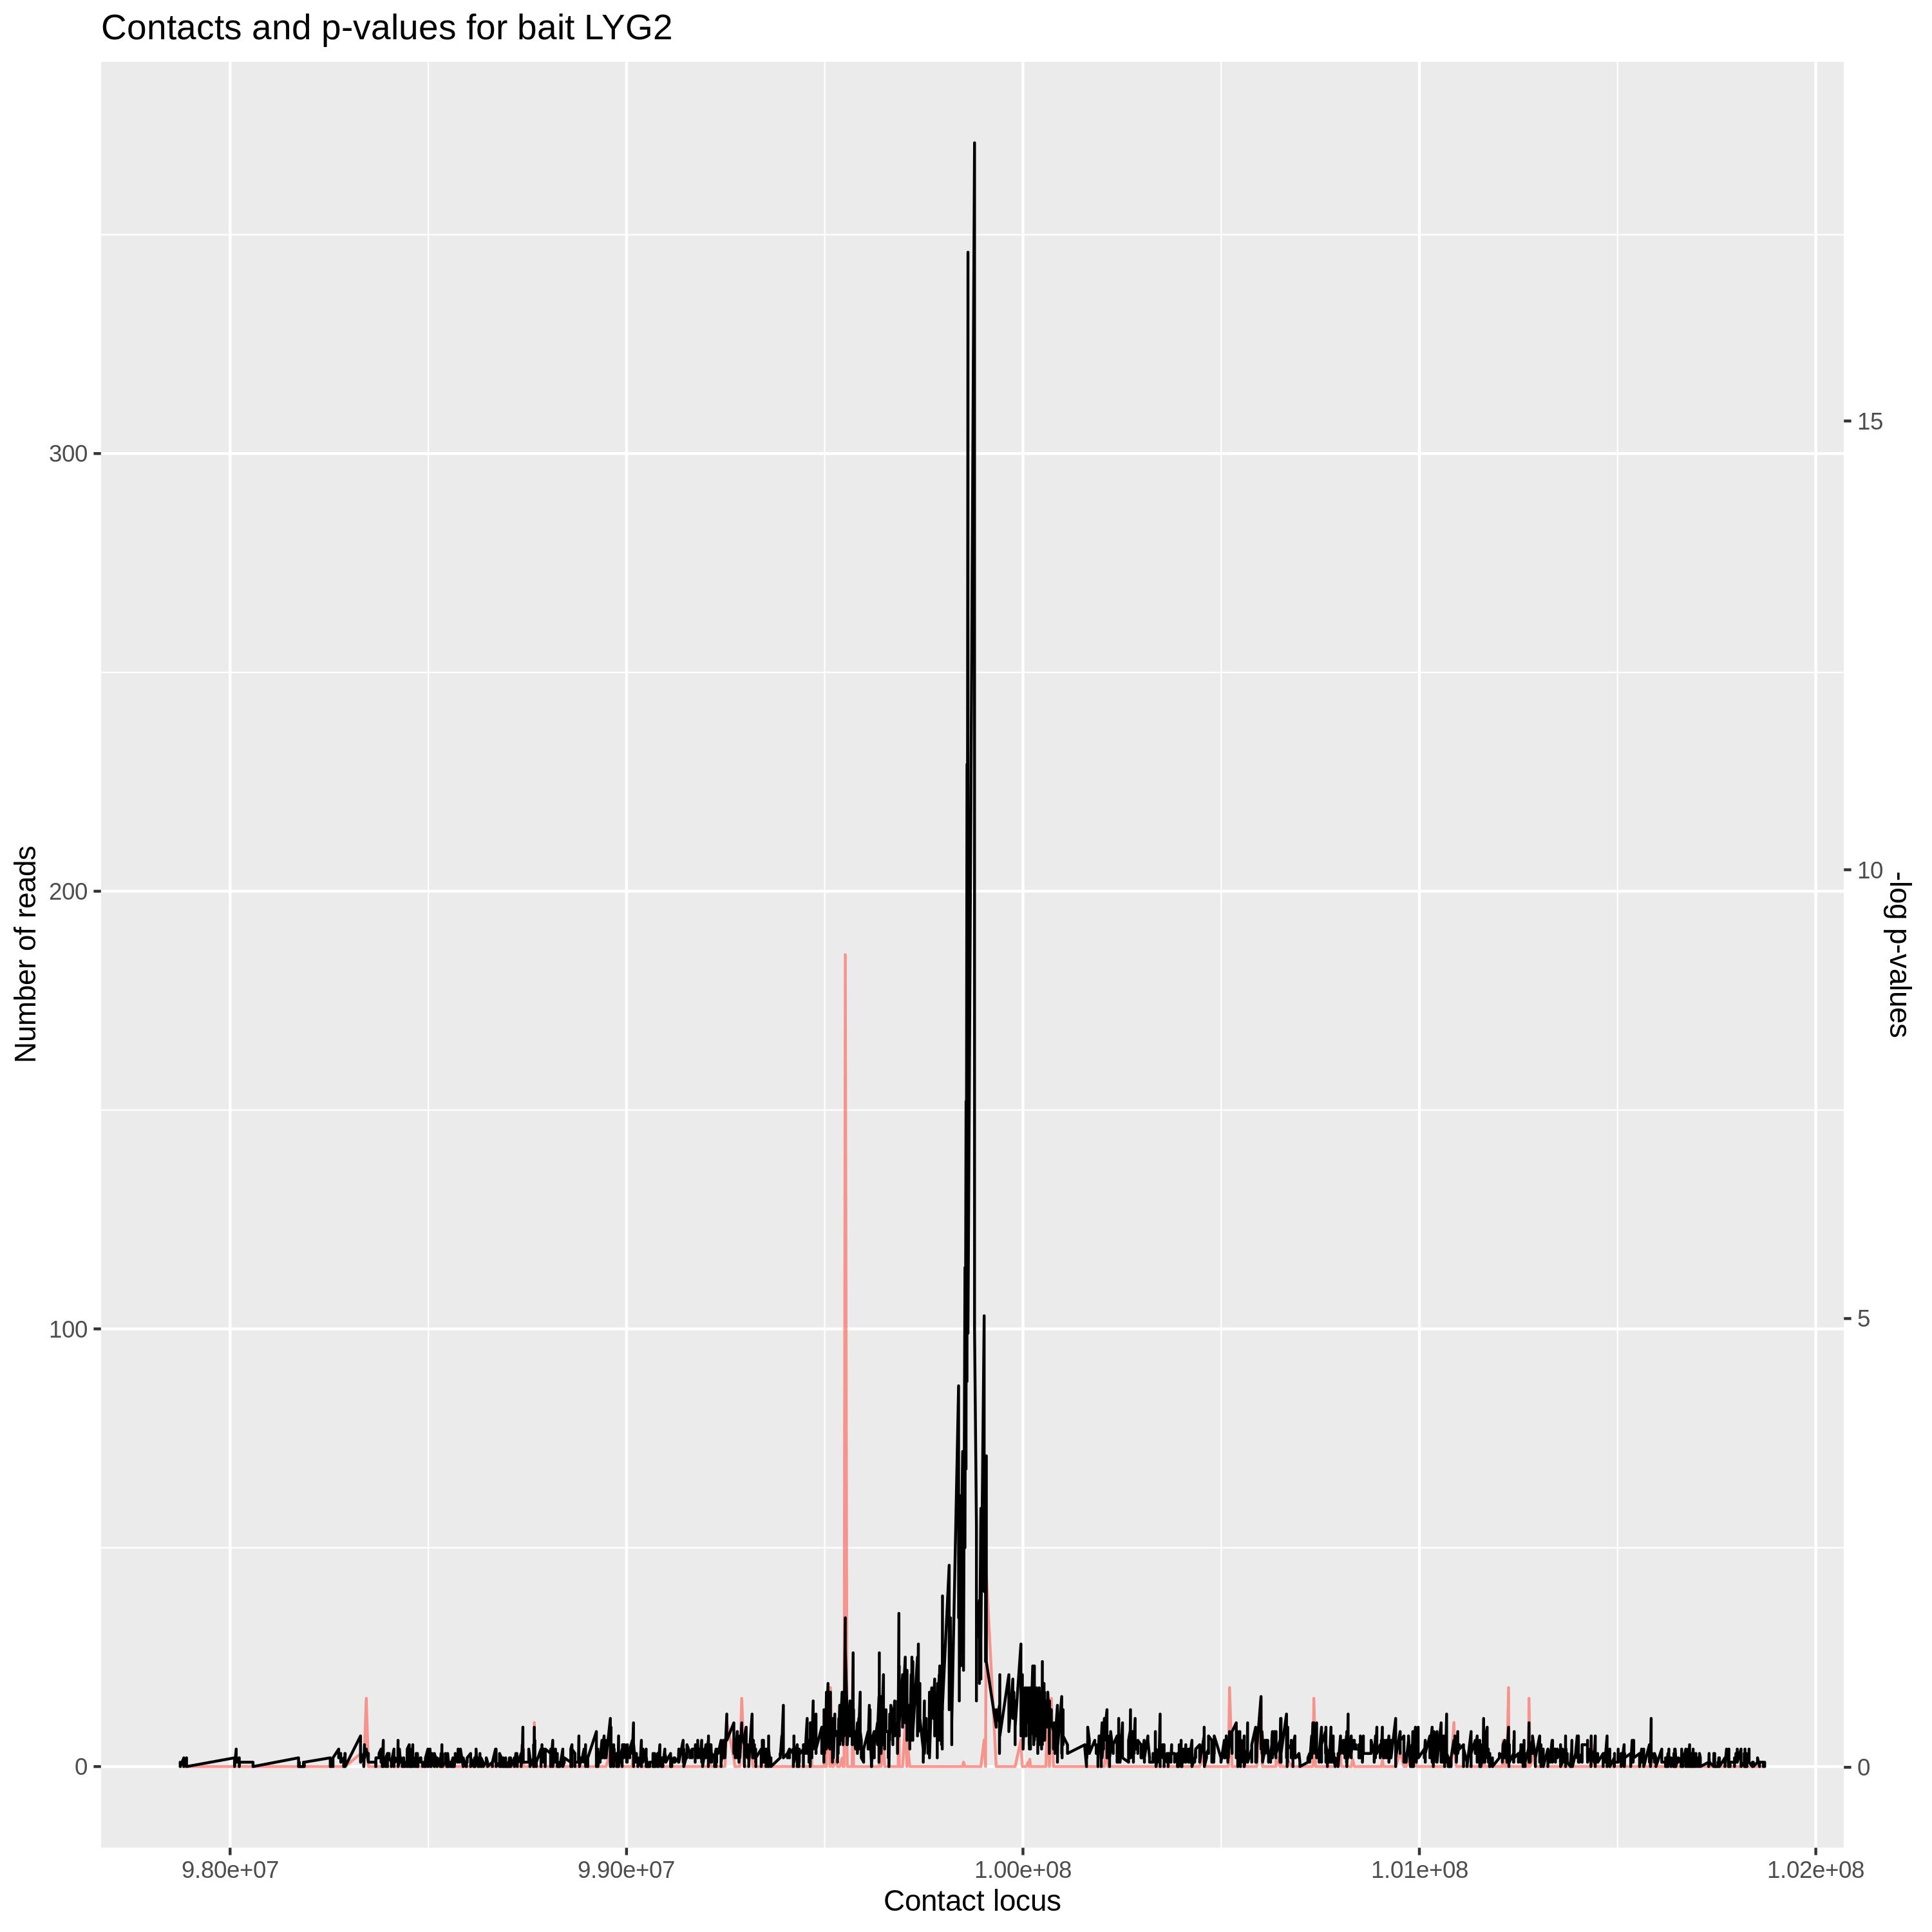 Contacts and p-values for bait LYG2
Number of reads
300
200
100
0
15
10
5
0
-log p-values
9.80e+07
9.90e+07
1.00e+08
1.01e+08
1.02e+08
Contact locus